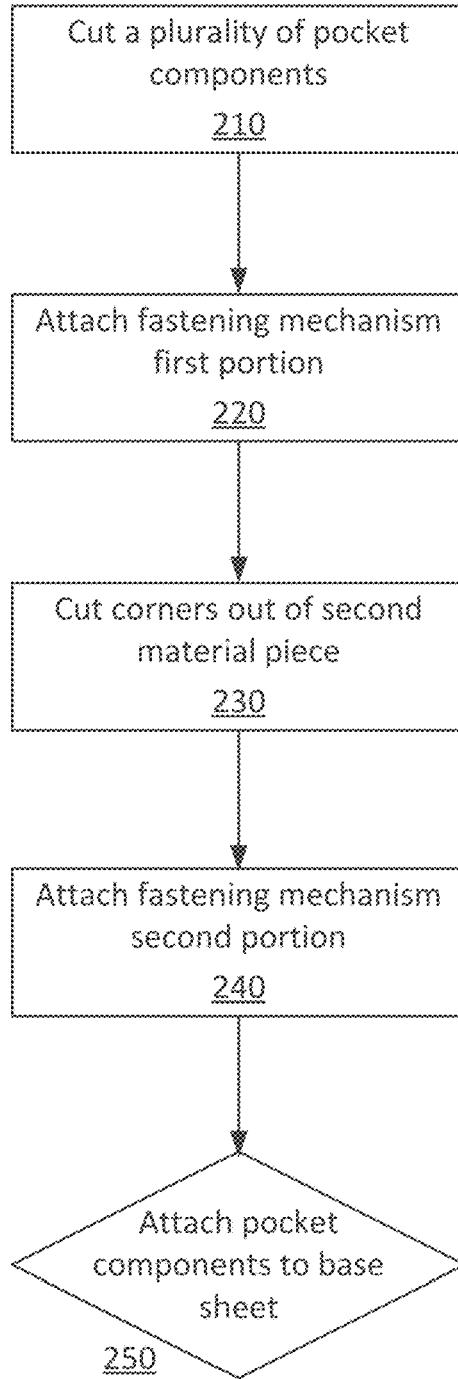 Cut a plurality of pocket
components
210
Attach fastening mechanism
first portion
220
Cut corners out of second
material piece
230
Attach fastening mechanism
second portion
240
Attach pocket
components to base
sheet
250